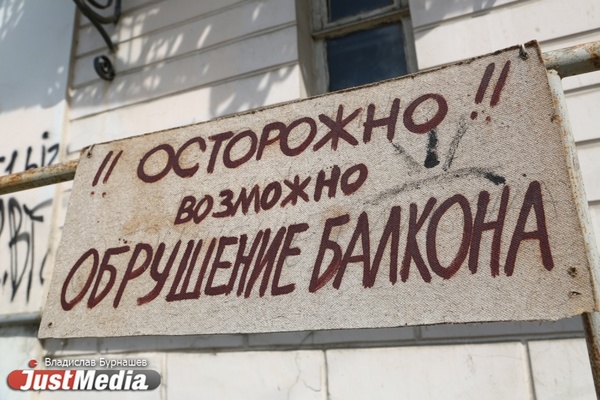 !! ОСТОРОЖНО !!
ВОЗМОЖНО
ОБРУШЕНИЕ БАЛКОНА
Владислав Бурнашев
JustMedia